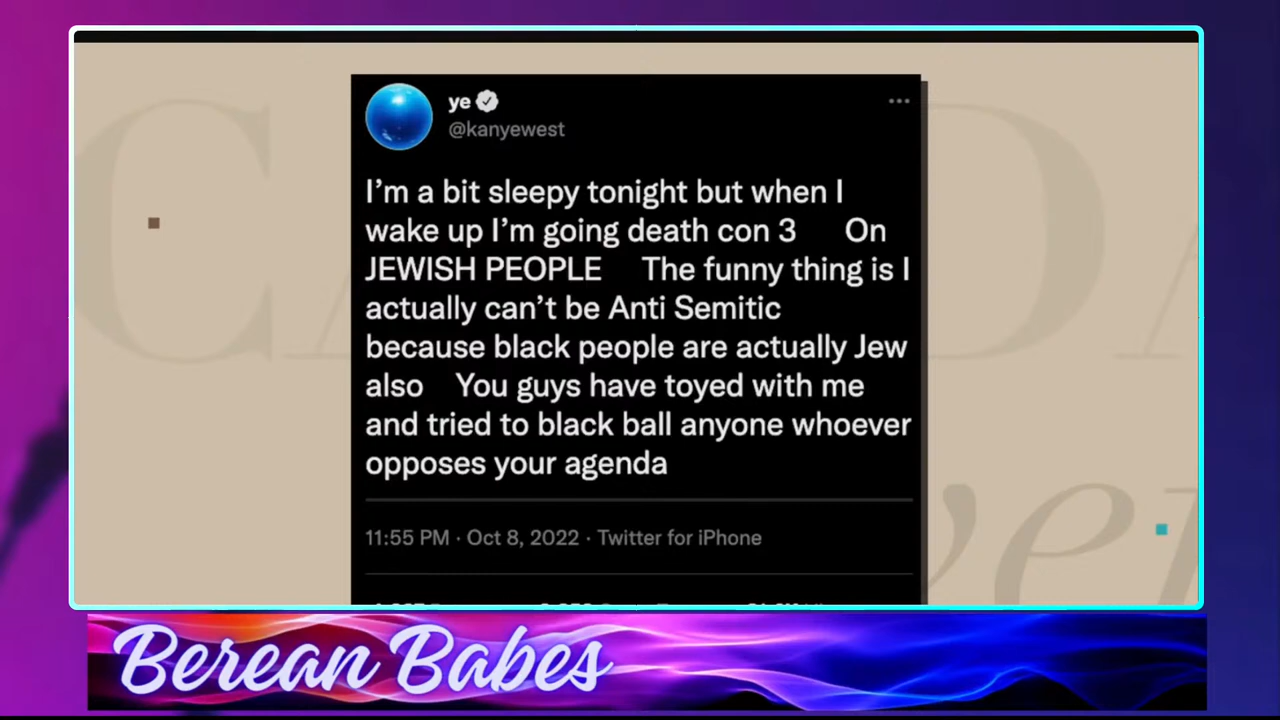 ye
@kanyewest
I’m a bit sleepy tonight but when I
wake up I’m going death con 3 On
JEWISH PEOPLE The funny thing is I
actually can’t be Anti Semitic
because black people are actually Jew
also You guys have toyed with me
and tried to black ball anyone whoever
opposes your agenda
11:55 PM · Oct 8, 2022 · Twitter for iPhone
Berean Babes